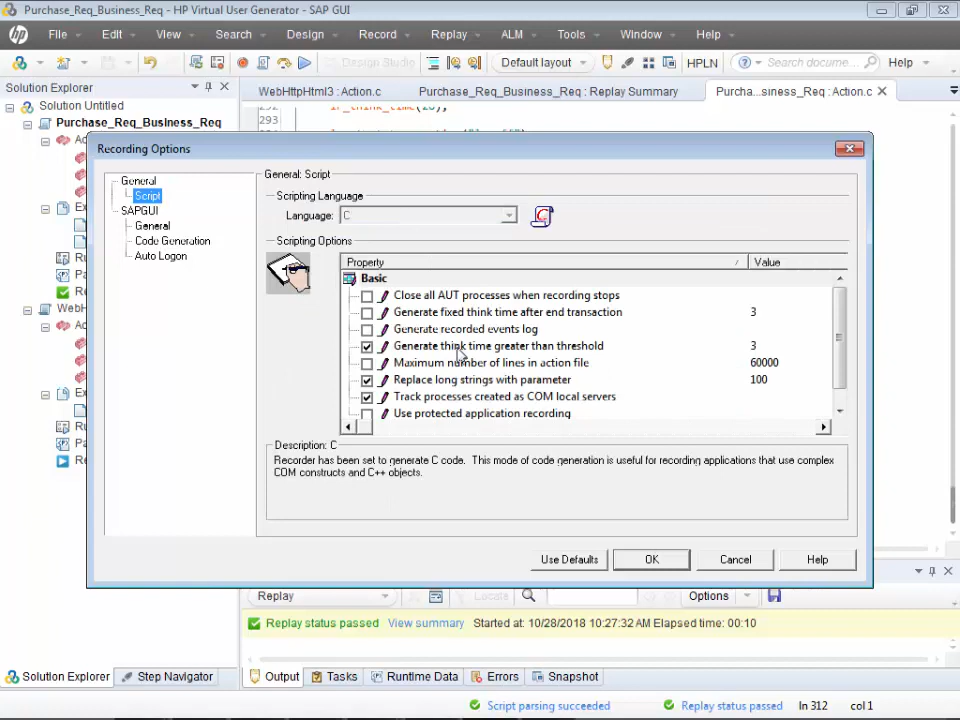 Purchase_Req_Business_Req - HP Virtual User Generator - SAP GUI
File Edit View Search Design Record Replay ALM Tools Window Help
Design Studio Default layout HPLN Search docume... Help
Solution Explorer
WebHttpHtml3 : Action.c Purchase_Req_Business_Req : Replay Summary Purcha...siness_Req : Action.c
Solution Untitled
Purchase_Req_Business_Req
293
Recording Options
General
Script
SAPGUI
General
Code Generation
Auto Logon
General: Script
Scripting Language
Language: C
Scripting Options
Property Value
Basic
Close all AUT processes when recording stops
Generate fixed think time after end transaction 3
Generate recorded events log
Generate think time greater than threshold 3
Maximum number of lines in action file 60000
Replace long strings with parameter 100
Track processes created as COM local servers
Use protected application recording
Description: C
Recorder has been set to generate C code. This mode of code generation is useful for recording applications that use complex
COM constructs and C++ objects.
Use Defaults OK Cancel Help
Replay Locate Options
Replay status passed View summary Started at: 10/28/2018 10:27:32 AM Elapsed time: 00:10
Solution Explorer Step Navigator Output Tasks Runtime Data Errors Snapshot
Script parsing succeeded Replay status passed ln 312 col 1